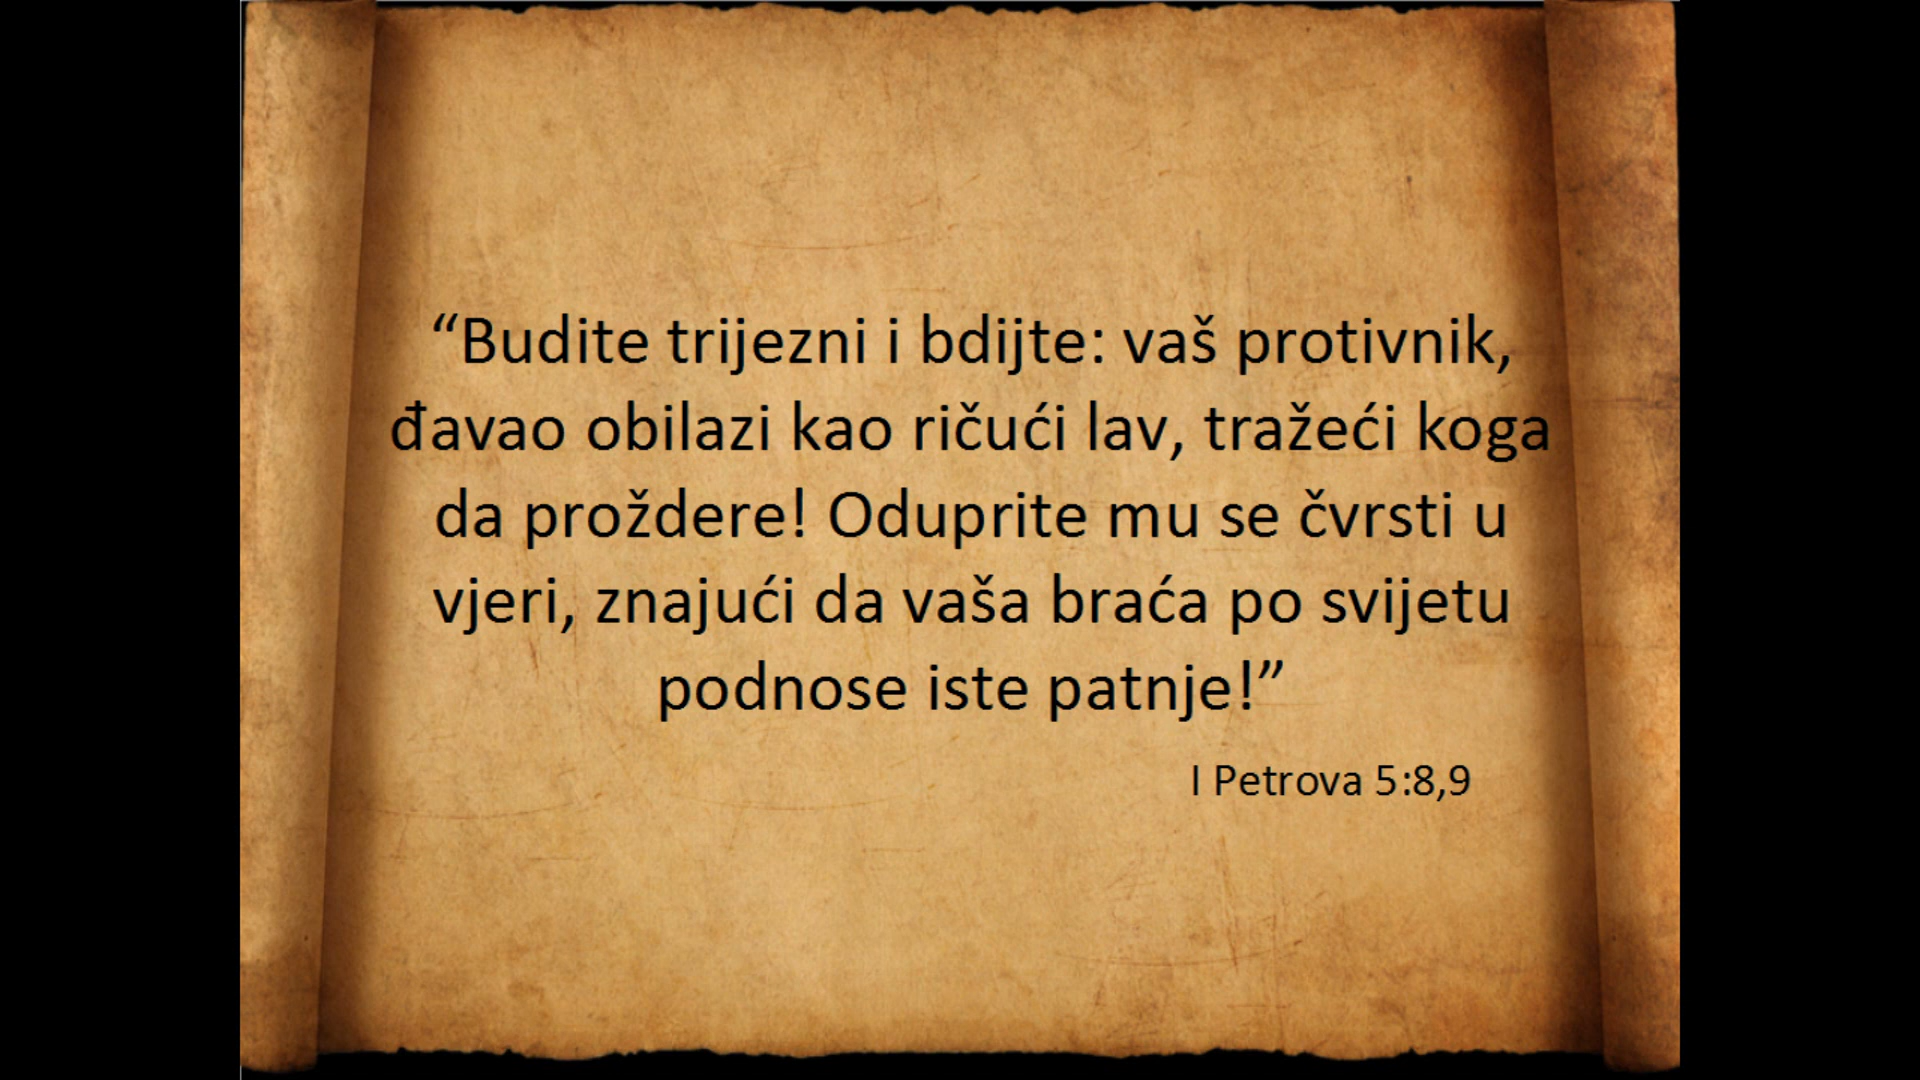 “Budite trijezni i bdijte: vaš protivnik,
đavao obilazi kao ričući lav, tražeći koga
da proždere! Oduprite mu se čvrsti u
vjeri, znajući da vaša braća po svijetu
podnose iste patnje!”
I Petrova 5:8,9